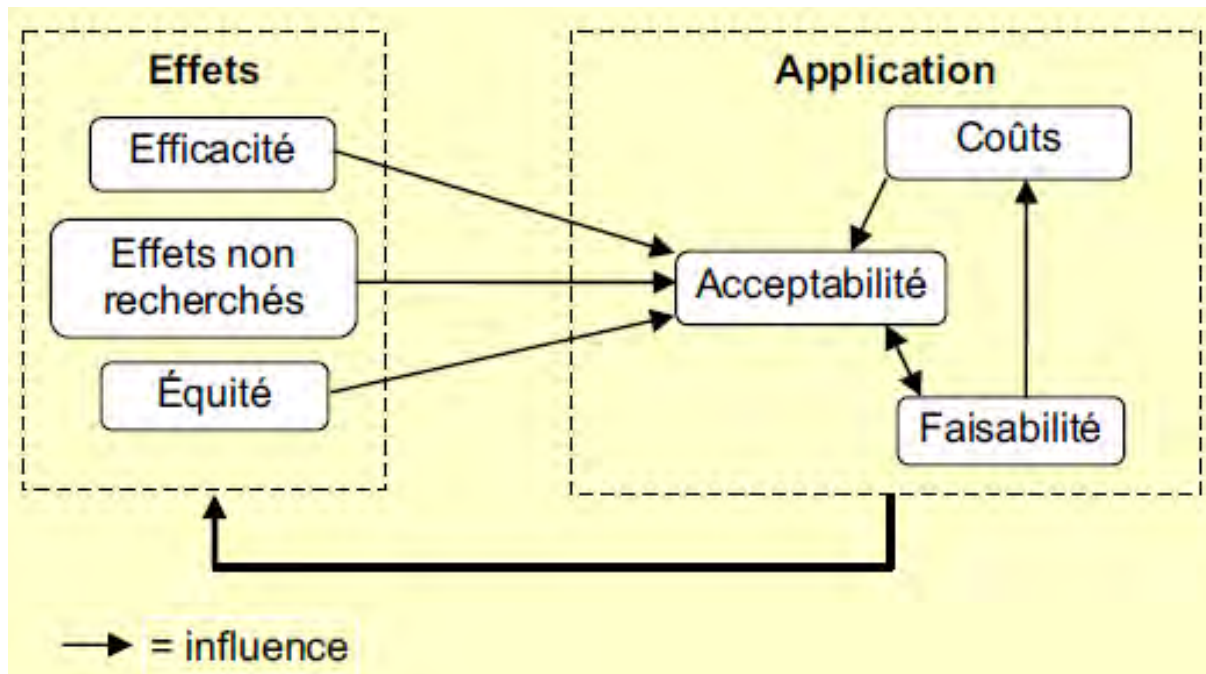 Effets
Efficacité
Effets non
recherchés
Équité
Application
Coûts
Acceptabilité
Faisabilité
= influence